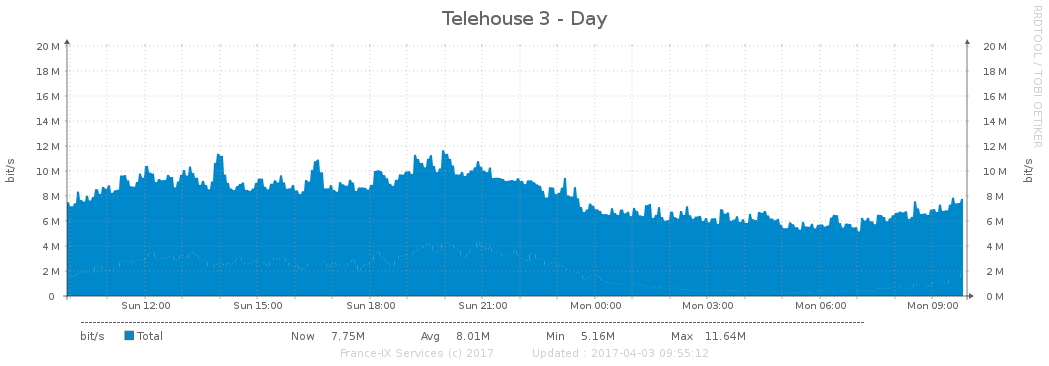 Telehouse 3 - Day
RRDTOOL / TOBI OETIKER
bit/s
20 M 20 M
18 M 18 M
16 M 16 M
14 M 14 M
12 M 12 M
10 M 10 M
8 M 8 M
6 M 6 M
4 M 4 M
2 M 2 M
0 0 M
bit/s
Sun 12:00 Sun 15:00 Sun 18:00 Sun 21:00 Mon 00:00 Mon 03:00 Mon 06:00 Mon 09:00
bit/s Total Now 7.75M Avg 8.01M Min 5.16M Max 11.64M
France-IX Services (c) 2017 Updated : 2017-04-03 09:55:12